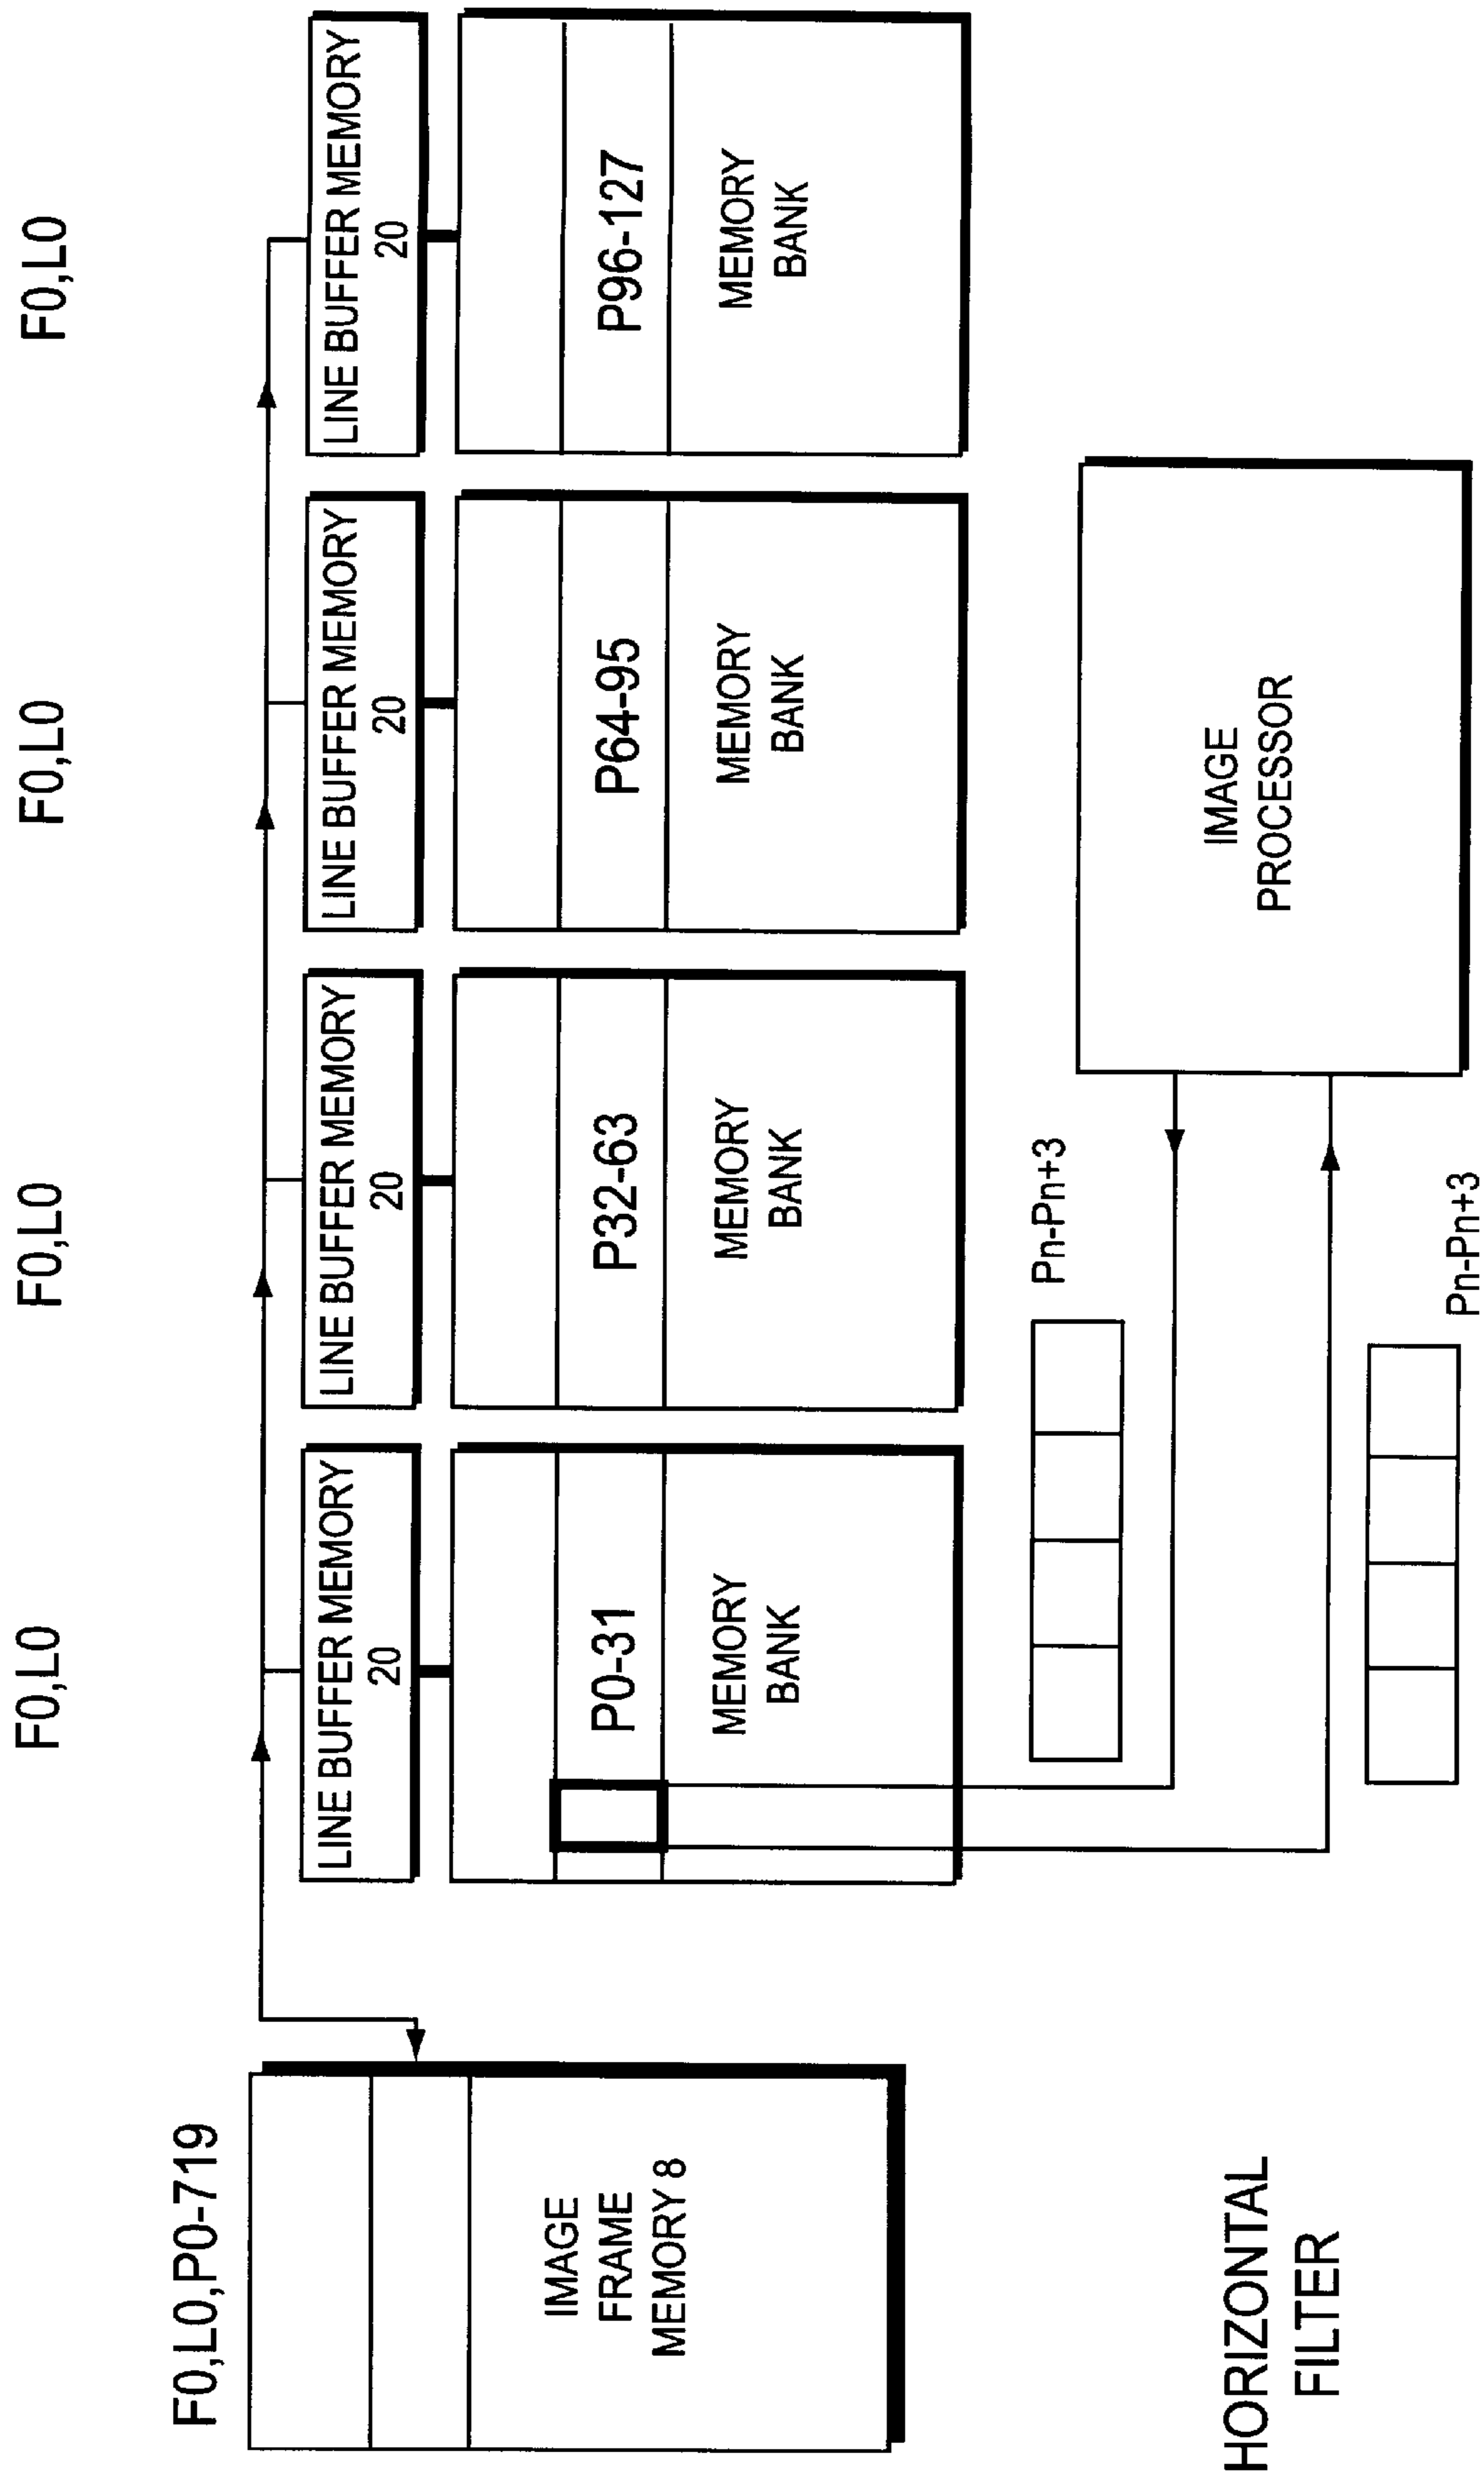 F0,L0,P0-719
F0,L0
F0,L0
F0,L0
F0,L0
LINE BUFFER MEMORY
20
LINE BUFFER MEMORY
20
LINE BUFFER MEMORY
20
LINE BUFFER MEMORY
20
IMAGE
FRAME
MEMORY 8
P0-31
MEMORY
BANK
P32-63
MEMORY
BANK
P64-95
MEMORY
BANK
P96-127
MEMORY
BANK
Pn-Pn+3
IMAGE
PROCESSOR
Pn-Pn+3
HORIZONTAL
FILTER